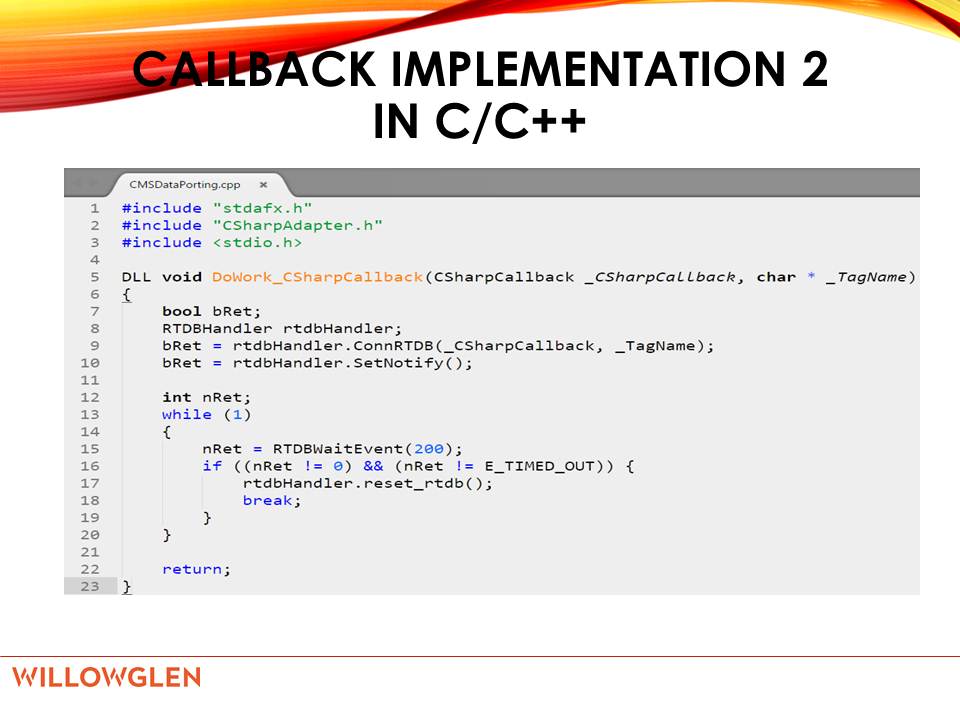 CALLBACK IMPLEMENTATION 2
IN C/C++
CMSDataPorting.cpp ×
1 #include "stdafx.h"
2 #include "CSharpAdapter.h"
3 #include <stdio.h>
4
5 DLL void DoWork_CSharpCallback(CSharpCallback _CSharpCallback, char * _TagName)
6 {
7 bool bRet;
8 RTDBHandler rtdbHandler;
9 bRet = rtdbHandler.ConnRTDB(_CSharpCallback, _TagName);
10 bRet = rtdbHandler.SetNotify();
11
12 int nRet;
13 while (1)
14 {
15 nRet = RTDBWaitEvent(200);
16 if ((nRet != 0) && (nRet != E_TIMED_OUT)) {
17 rtdbHandler.reset_rtdb();
18 break;
19 }
20 }
21
22 return;
23 }
WILLOWGLEN